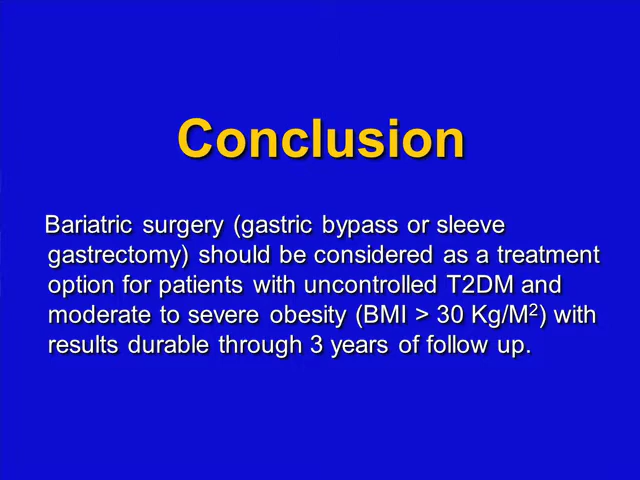 Conclusion
Bariatric surgery (gastric bypass or sleeve
gastrectomy) should be considered as a treatment
option for patients with uncontrolled T2DM and
moderate to severe obesity (BMI > 30 Kg/M²) with
results durable through 3 years of follow up.